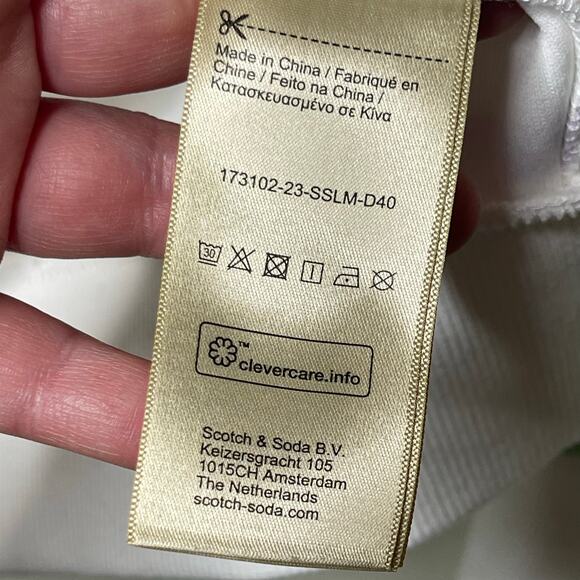 Made in China / Fabriqué en
Chine / Feito na China /
Κατασκευασμένο σε Κίνα
173102-23-SSLM-D40
30
™
clevercare.info
Scotch & Soda B.V.
Keizersgracht 105
1015CH Amsterdam
The Netherlands
scotch-soda.com